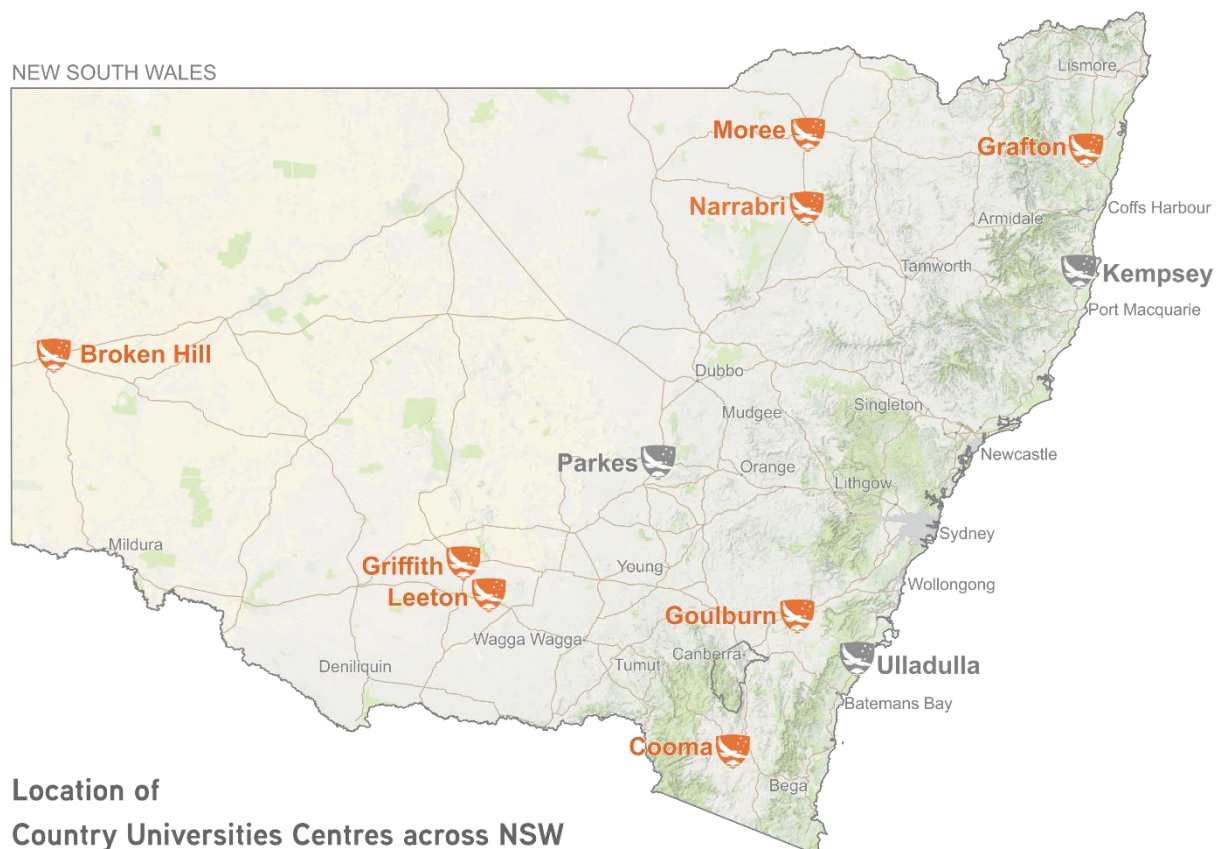 NEW SOUTH WALES
Lismore
Moree
Grafton
Narrabri
Coffs Harbour
Armidale
Tamworth
Kempsey
Port Macquarie
Broken Hill
Dubbo
Mudgee
Singleton
Newcastle
Parkes
Orange
Lithgow
Sydney
Mildura
Griffith
Young
Wollongong
Leeton
Goulburn
Wagga Wagga
Canberra
Tumut
Deniliquin
Ulladulla
Batemans Bay
Cooma
Bega
Location of
Country Universities Centres across NSW